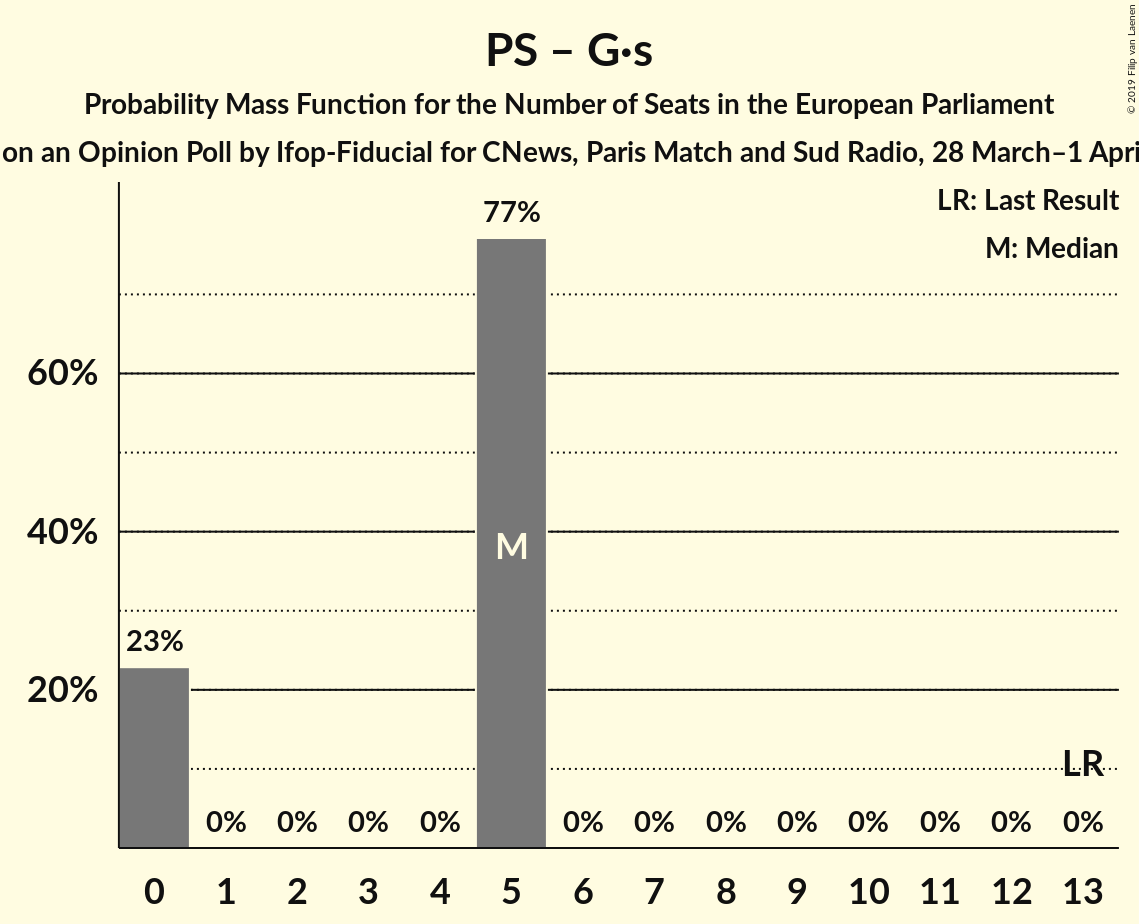 PS – G·s
Probability Mass Function for the Number of Seats in the European Parliament
on an Opinion Poll by Ifop-Fiducial for CNews, Paris Match and Sud Radio, 28 March–1 Apri
© 2019 Filip van Laenen
LR: Last Result
M: Median
77%
60%
40%
M
23%
20%
LR
0% 0% 0% 0% 0% 0% 0% 0% 0% 0% 0% 0%
0 1 2 3 4 5 6 7 8 9 10 11 12 13